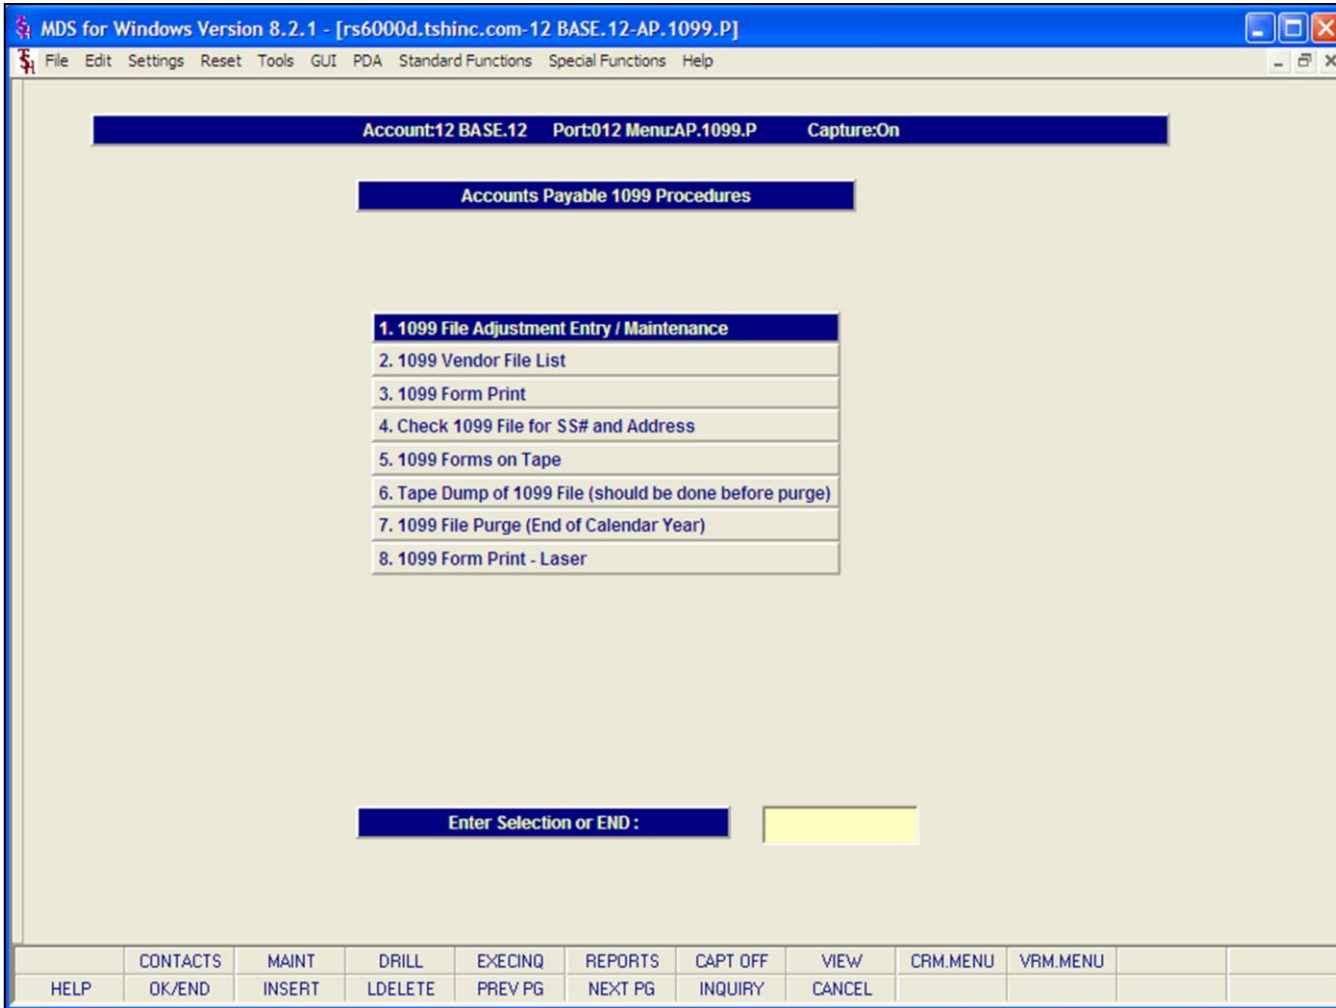 MDS for Windows Version 8.2.1 - [rs6000d.tshinc.com-12 BASE.12-AP.1099.P]
File Edit Settings Reset Tools GUI PDA Standard Functions Special Functions Help
Account:12 BASE.12 Port:012 Menu:AP.1099.P Capture:On
Accounts Payable 1099 Procedures
1. 1099 File Adjustment Entry / Maintenance
2. 1099 Vendor File List
3. 1099 Form Print
4. Check 1099 File for SS# and Address
5. 1099 Forms on Tape
6. Tape Dump of 1099 File (should be done before purge)
7. 1099 File Purge (End of Calendar Year)
8. 1099 Form Print - Laser
Enter Selection or END :
CONTACTS MAINT DRILL EXECINQ REPORTS CAPT OFF VIEW CRM.MENU VRM.MENU
HELP OK/END INSERT LDELETE PREV PG NEXT PG INQUIRY CANCEL